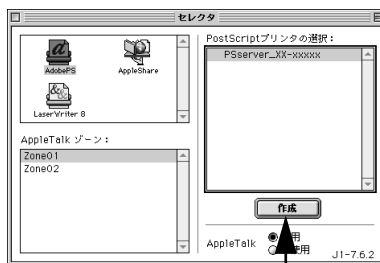 セレクタ
AdobePS
AppleShare
LaserWriter 8
AppleTalk ゾーン：
Zone01
Zone02
PostScriptプリンタの選択：
PSserver_XX-xxxxx
作成
AppleTalk
用
使用
J1-7.6.2